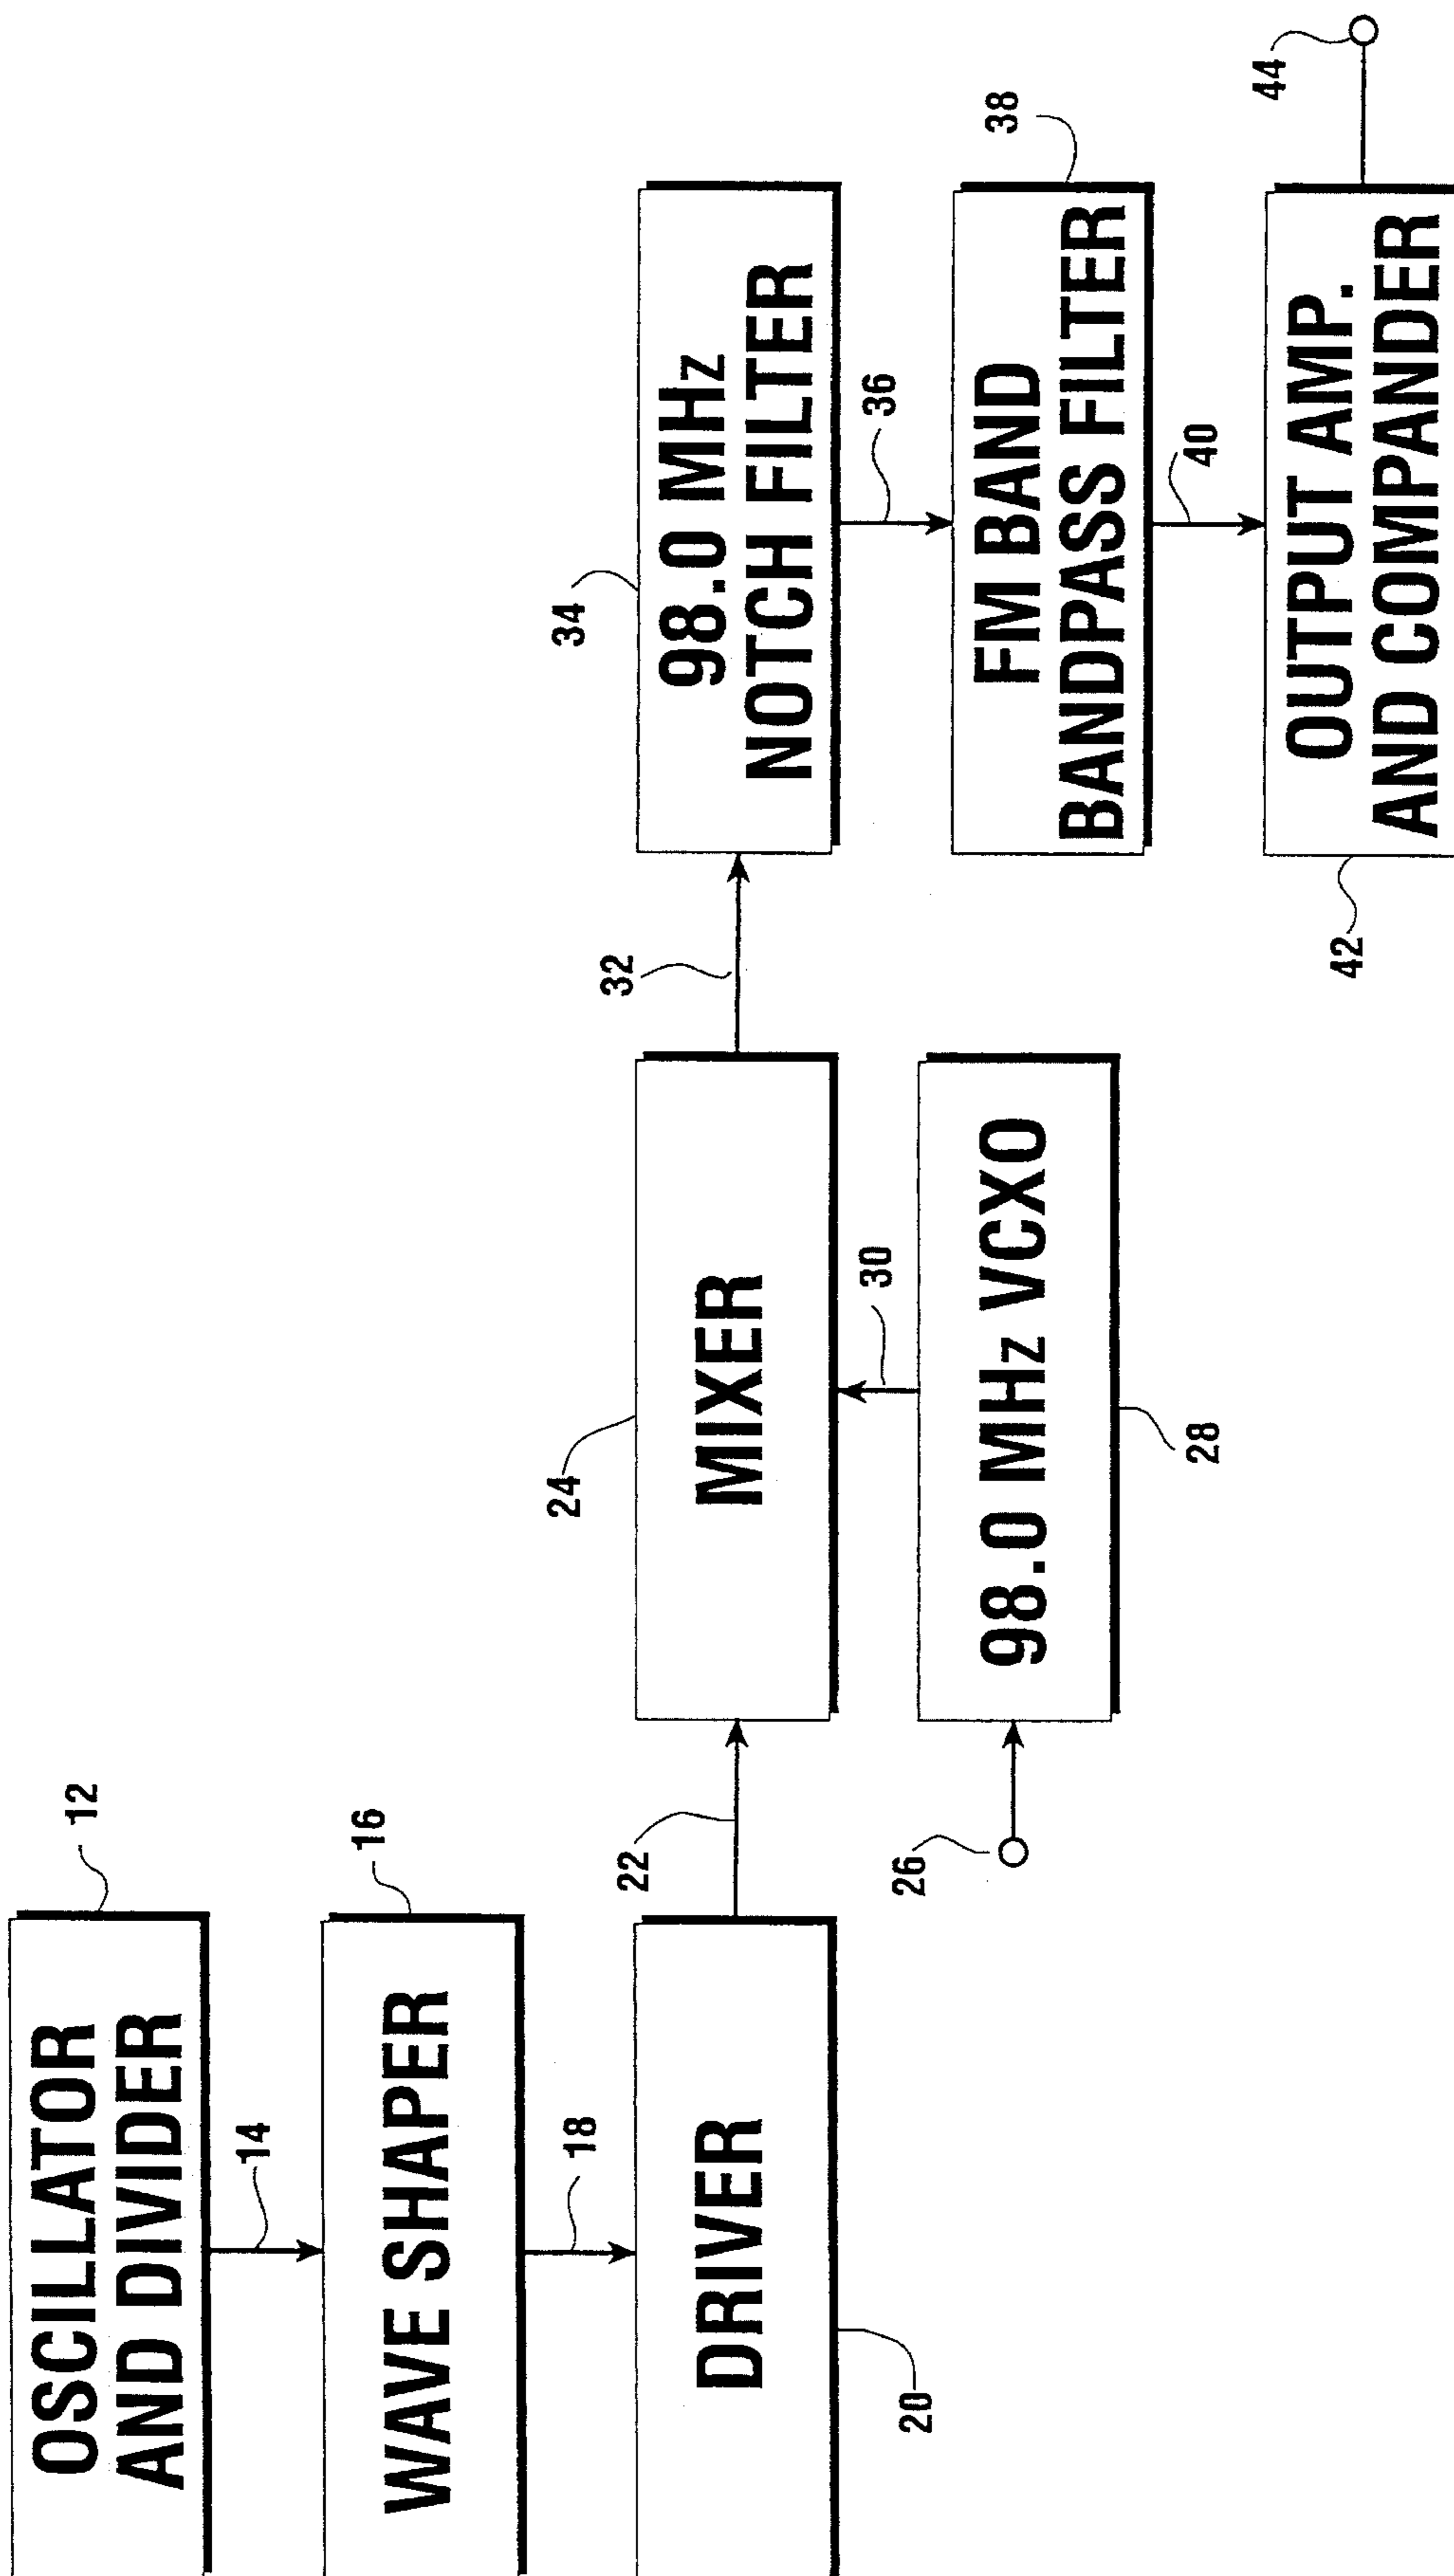 OSCILLATOR
AND DIVIDER
12
14
WAVE SHAPER
16
18
DRIVER
20
22
MIXER
24
26
98.0 MHz VCXO
28
30
32
34
98.0 MHz
NOTCH FILTER
36
FM BAND
BANDPASS FILTER
38
40
OUTPUT AMP.
AND COMPANDER
42
44